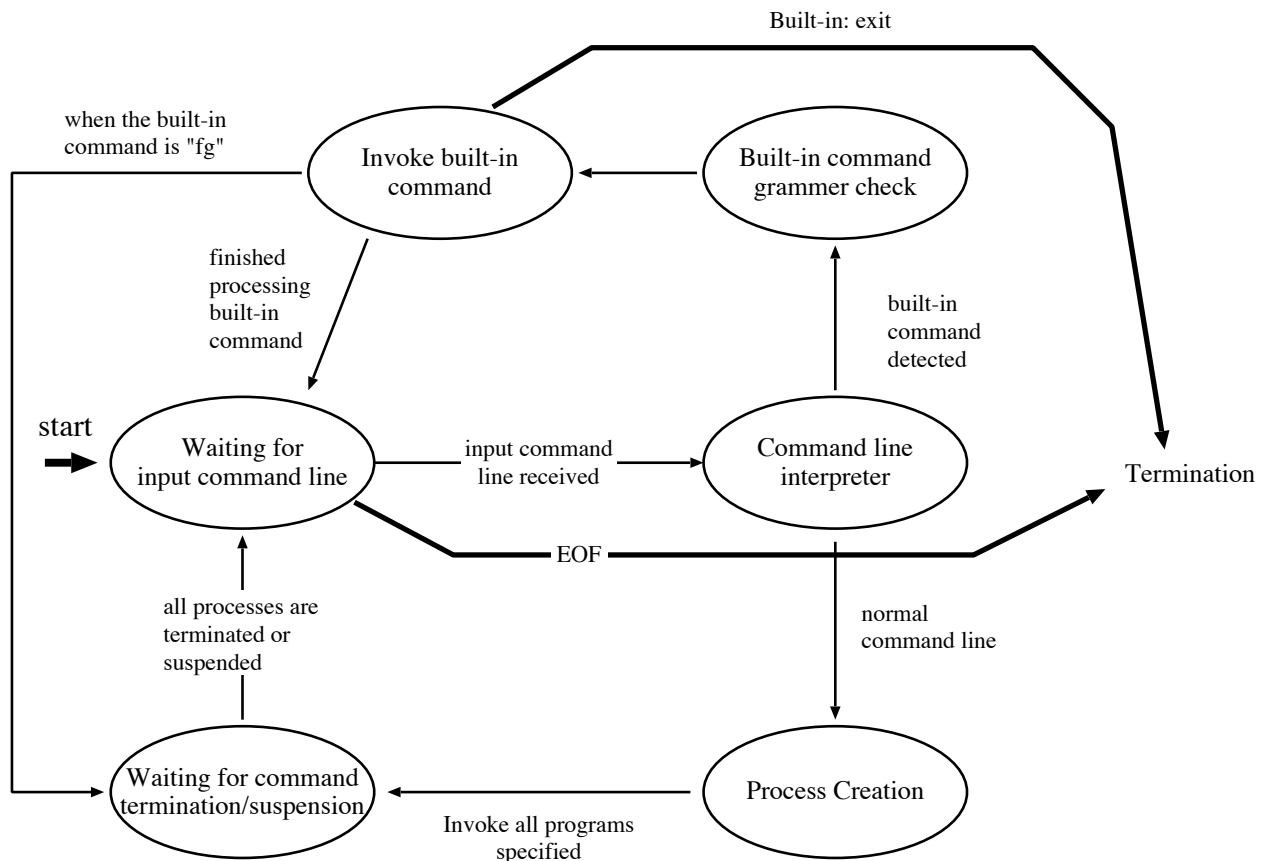 Built-in: exit
when the built-in
command is "fg"
Invoke built-in
command
Built-in command
grammer check
finished
processing
built-in
command
built-in
command
detected
start
Waiting for
input command line
input command
line received
Command line
interpreter
Termination
EOF
all processes are
terminated or
suspended
normal
command line
Waiting for command
termination/suspension
Process Creation
Invoke all programs
specified